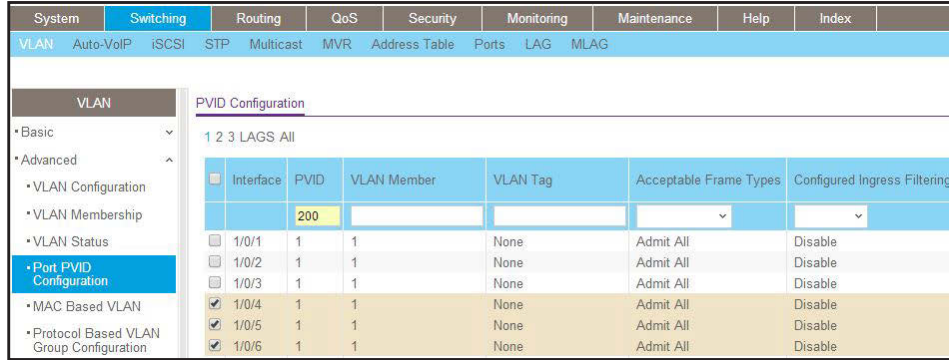 System Switching Routing QoS Security Monitoring Maintenance Help Index
VLAN Auto-VoIP iSCSI STP Multicast MVR Address Table Ports LAG MLAG
VLAN
• Basic
• Advanced
• VLAN Configuration
• VLAN Membership
• VLAN Status
• Port PVID
Configuration
• MAC Based VLAN
• Protocol Based VLAN
Group Configuration
PVID Configuration
1 2 3 LAGS All
Interface PVID VLAN Member VLAN Tag Acceptable Frame Types Configured Ingress Filtering
200
1/0/1 1 1 None Admit All Disable
1/0/2 1 1 None Admit All Disable
1/0/3 1 1 None Admit All Disable
1/0/4 1 1 None Admit All Disable
1/0/5 1 1 None Admit All Disable
1/0/6 1 1 None Admit All Disable